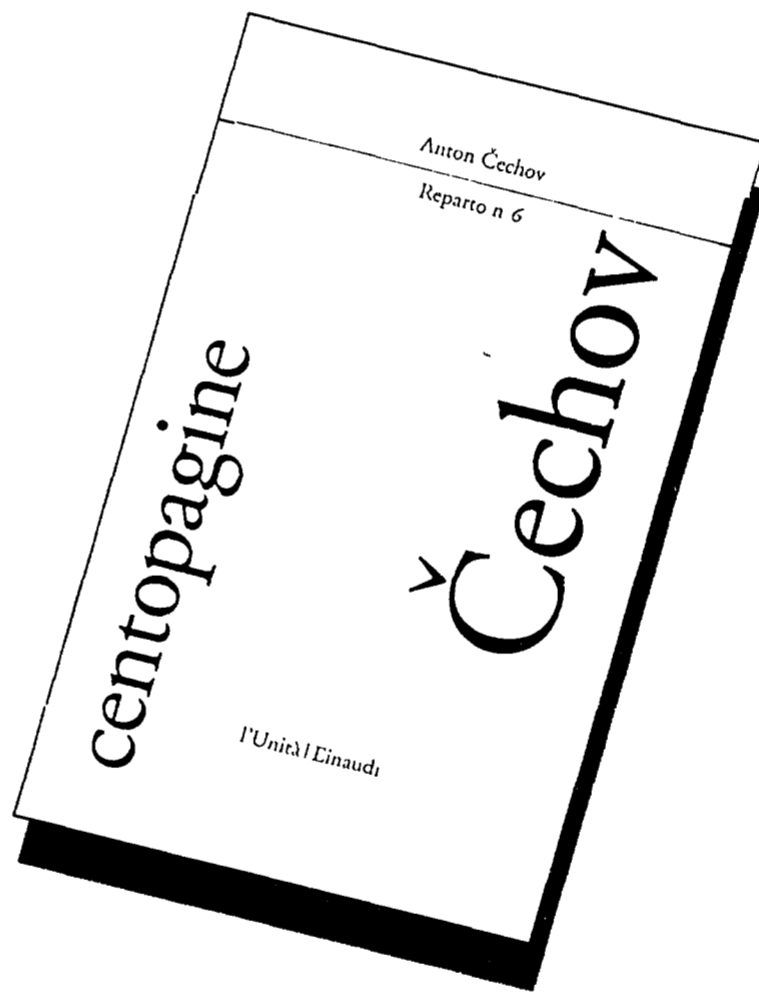 Anton Čechov
Reparto n 6
Čechov
centopagine
l'Unità / Einaudi